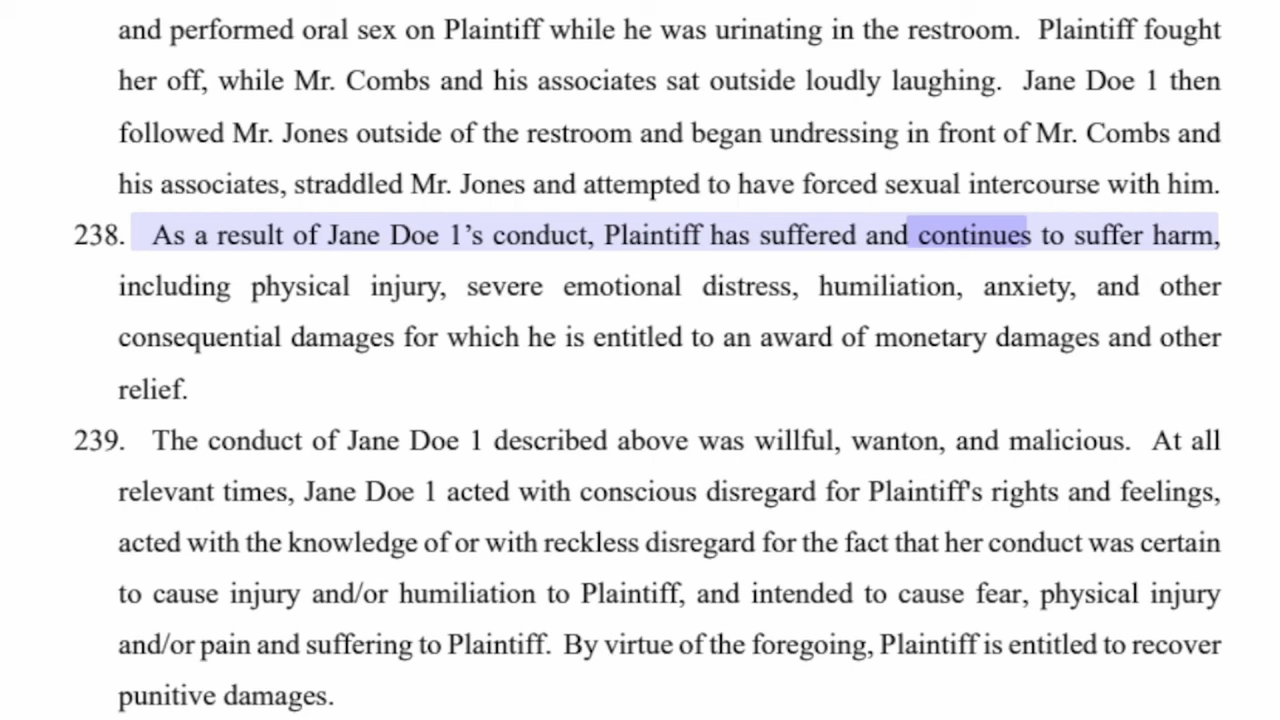 and performed oral sex on Plaintiff while he was urinating in the restroom. Plaintiff fought
her off, while Mr. Combs and his associates sat outside loudly laughing. Jane Doe 1 then
followed Mr. Jones outside of the restroom and began undressing in front of Mr. Combs and
his associates, straddled Mr. Jones and attempted to have forced sexual intercourse with him.
238. As a result of Jane Doe 1’s conduct, Plaintiff has suffered and continues to suffer harm,
including physical injury, severe emotional distress, humiliation, anxiety, and other
consequential damages for which he is entitled to an award of monetary damages and other
relief.
239. The conduct of Jane Doe 1 described above was willful, wanton, and malicious. At all
relevant times, Jane Doe 1 acted with conscious disregard for Plaintiff's rights and feelings,
acted with the knowledge of or with reckless disregard for the fact that her conduct was certain
to cause injury and/or humiliation to Plaintiff, and intended to cause fear, physical injury
and/or pain and suffering to Plaintiff. By virtue of the foregoing, Plaintiff is entitled to recover
punitive damages.